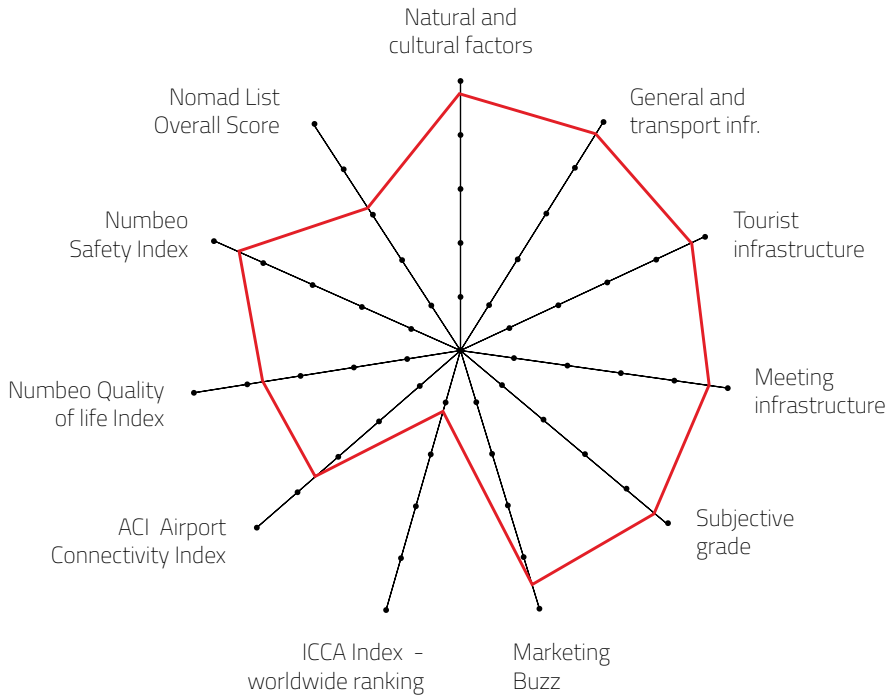 Natural and
cultural factors
General and
transport infr.
Tourist
infrastructure
Meeting
infrastructure
Subjective
grade
Marketing
Buzz
ICCA Index -
worldwide ranking
ACI Airport
Connectivity Index
Numbeo Quality
of life Index
Numbeo
Safety Index
Nomad List
Overall Score